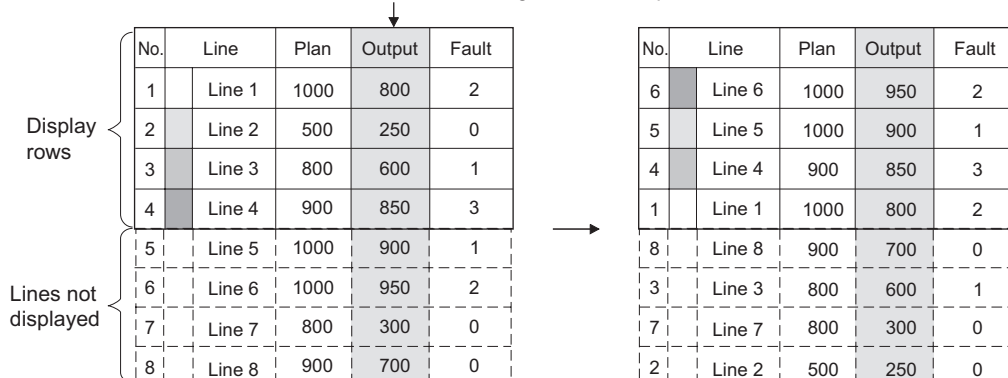 No. Line Plan Output Fault
1 Line 1 1000 800 2
2 Line 2 500 250 0
3 Line 3 800 600 1
4 Line 4 900 850 3
5 Line 5 1000 900 1
6 Line 6 1000 950 2
7 Line 7 800 300 0
8 Line 8 900 700 0
Display
rows
Lines not
displayed
No. Line Plan Output Fault
6 Line 6 1000 950 2
5 Line 5 1000 900 1
4 Line 4 900 850 3
1 Line 1 1000 800 2
8 Line 8 900 700 0
3 Line 3 800 600 1
7 Line 7 800 300 0
2 Line 2 500 250 0